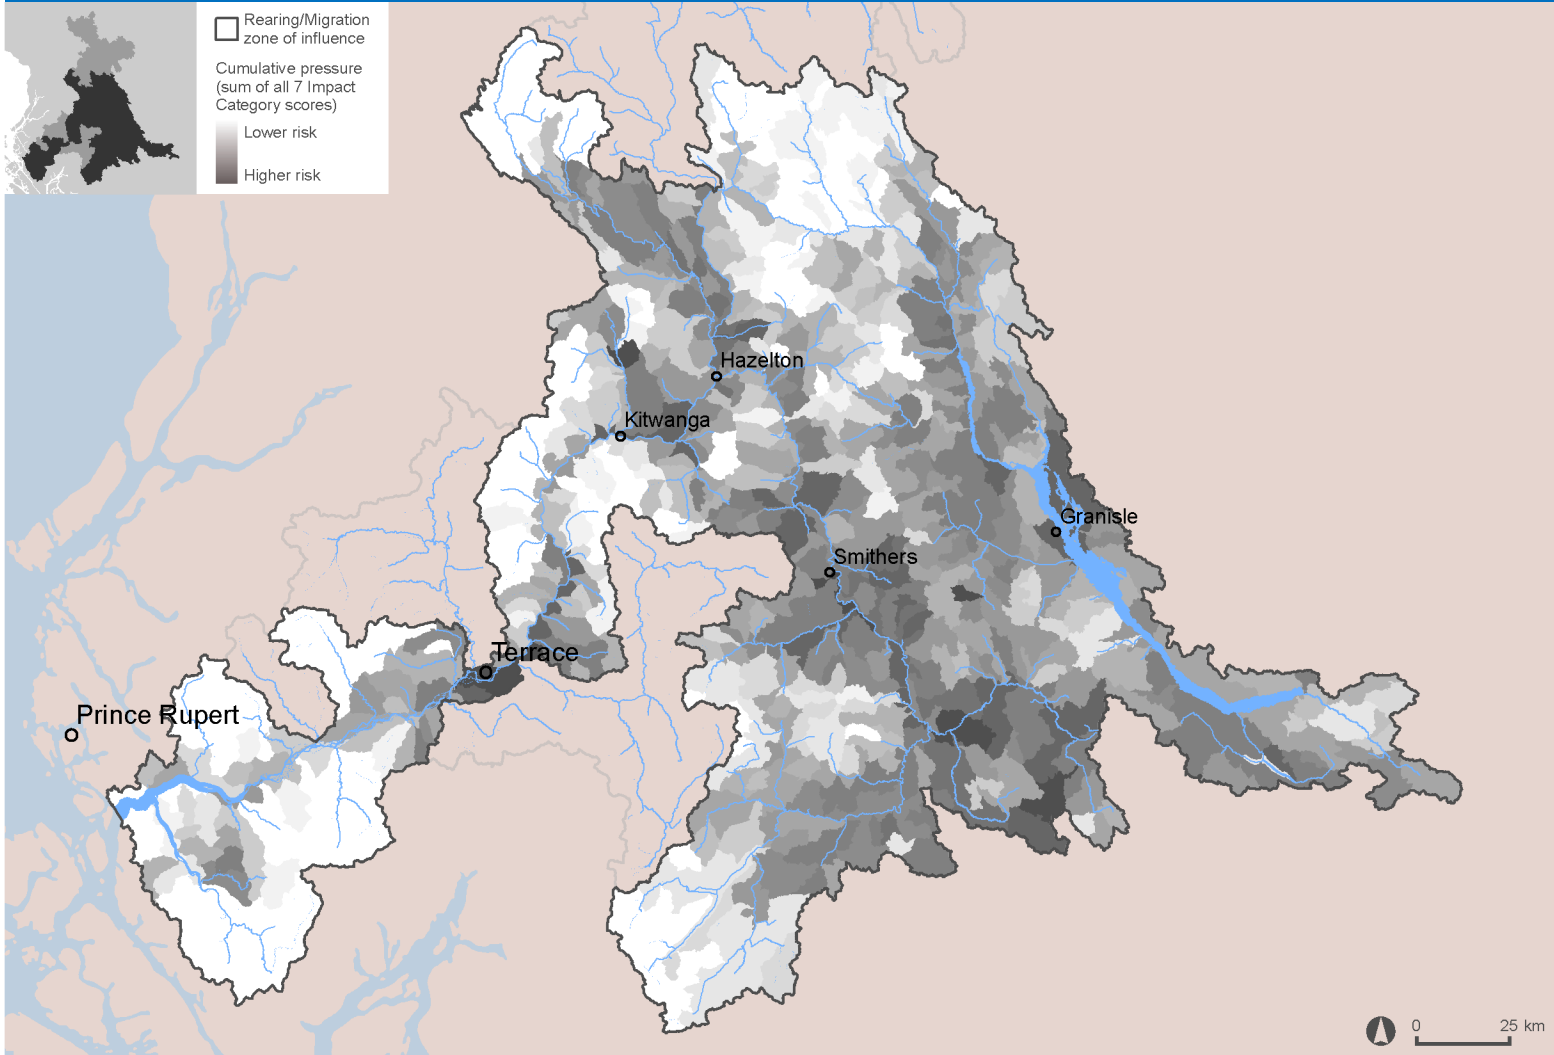 Rearing/Migration
zone of influence
Cumulative pressure
(sum of all 7 Impact
Category scores)
Lower risk
Higher risk
Hazelton
Kitwanga
Granisle
Smithers
Terrace
Prince Rupert
0 25 km